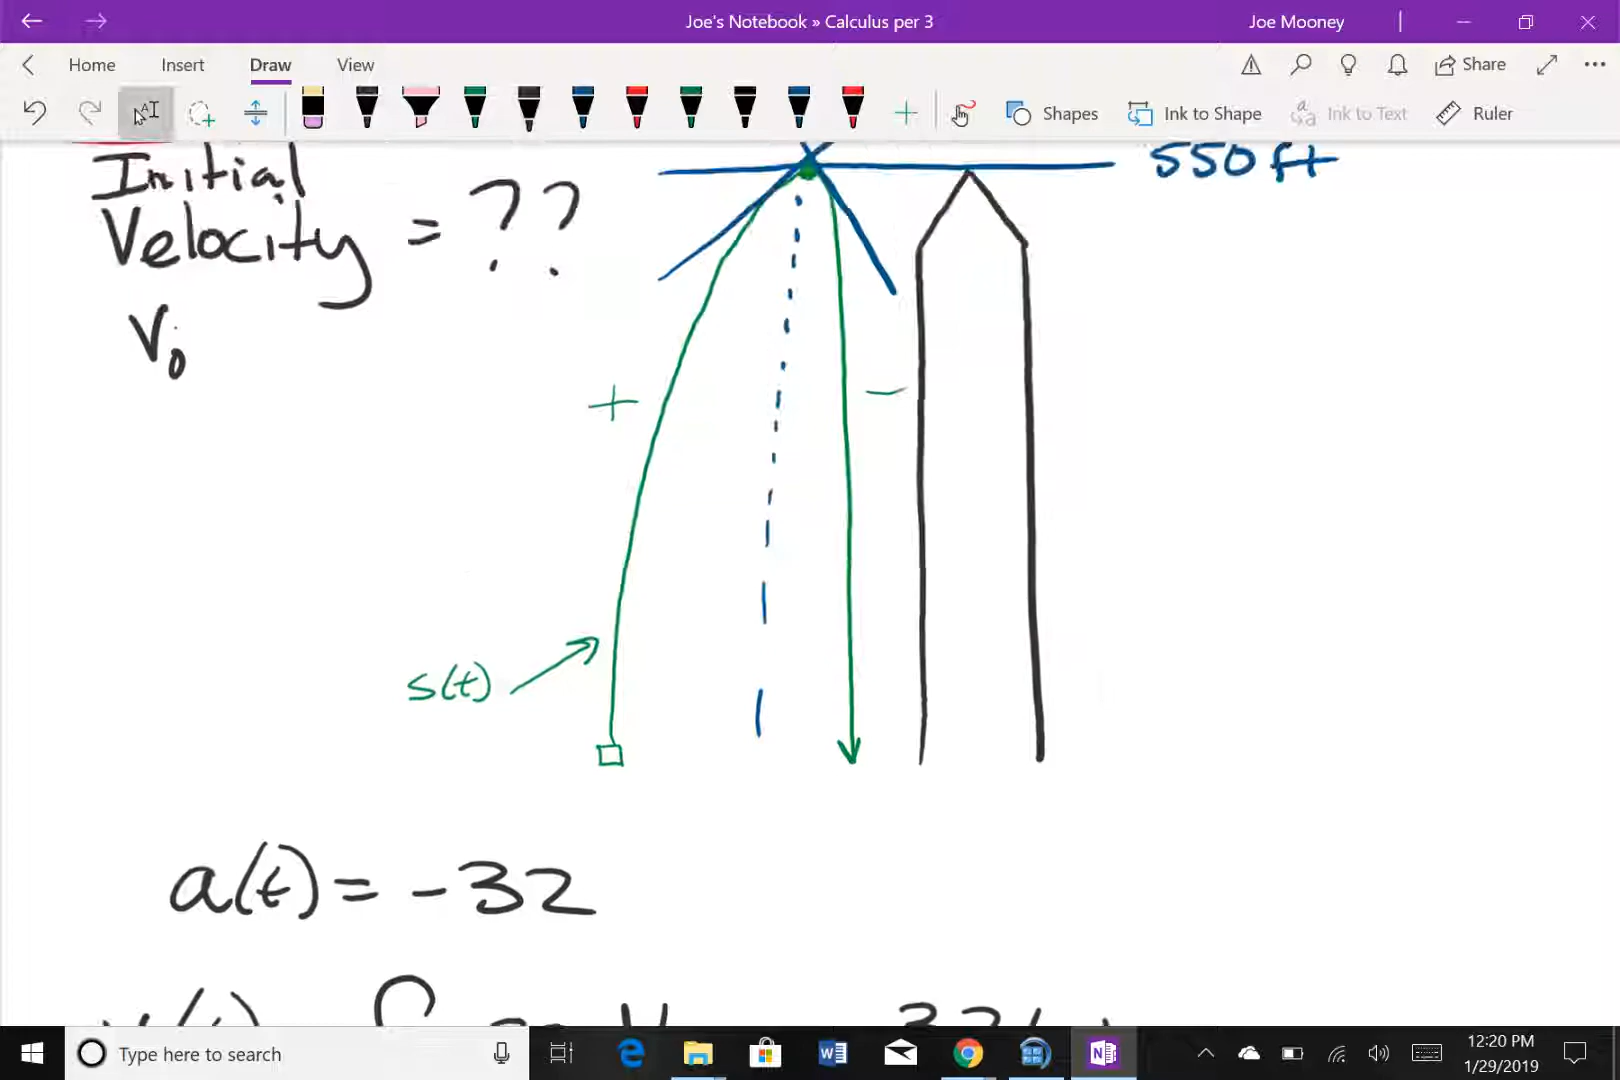 Joe's Notebook » Calculus per 3
Joe Mooney
Home
Insert
Draw
View
Share
Shapes
Ink to Shape
Ink to Text
Ruler
550 ft
Initial
Velocity = ??
V₀
+
−
s(t)
a(t) = -32
Type here to search
12:20 PM
1/29/2019